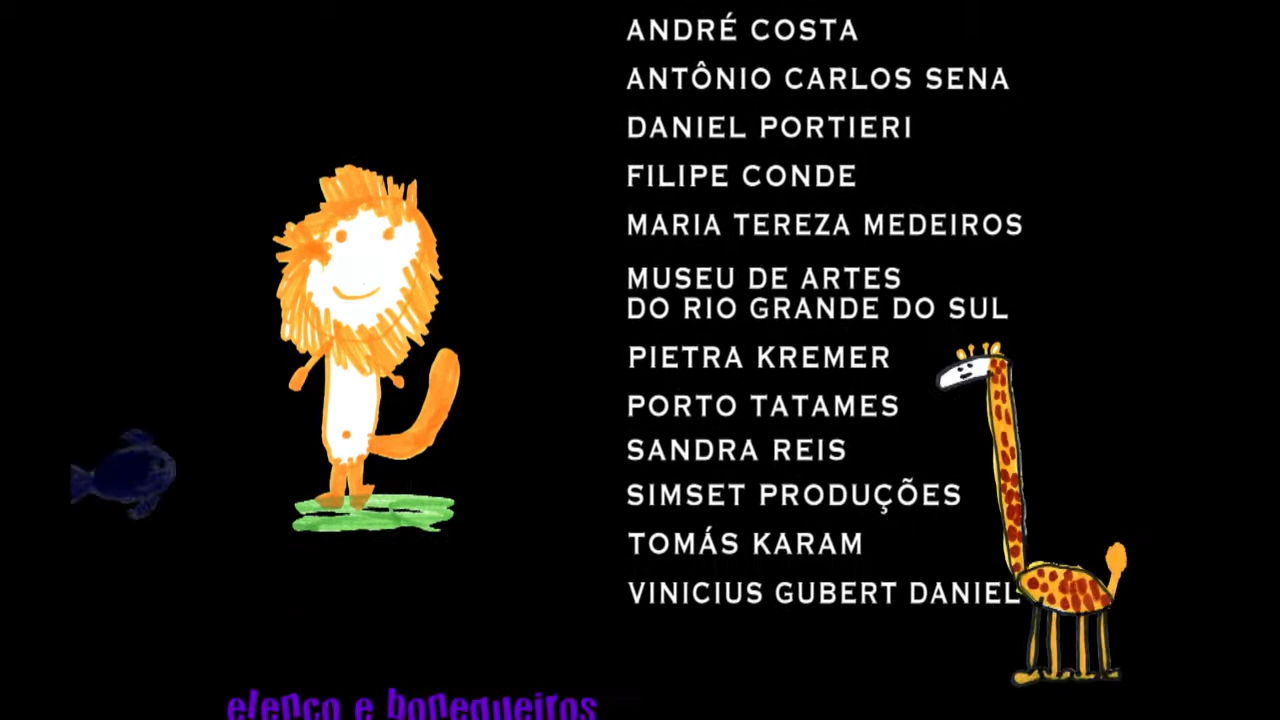 ANDRÉ COSTA
ANTÔNIO CARLOS SENA
DANIEL PORTIERI
FILIPE CONDE
MARIA TEREZA MEDEIROS
MUSEU DE ARTES
DO RIO GRANDE DO SUL
PIETRA KREMER
PORTO TATAMES
SANDRA REIS
SIMSET PRODUÇÕES
TOMÁS KARAM
VINICIUS GUBERT DANIEL
elenco e bonequeiros